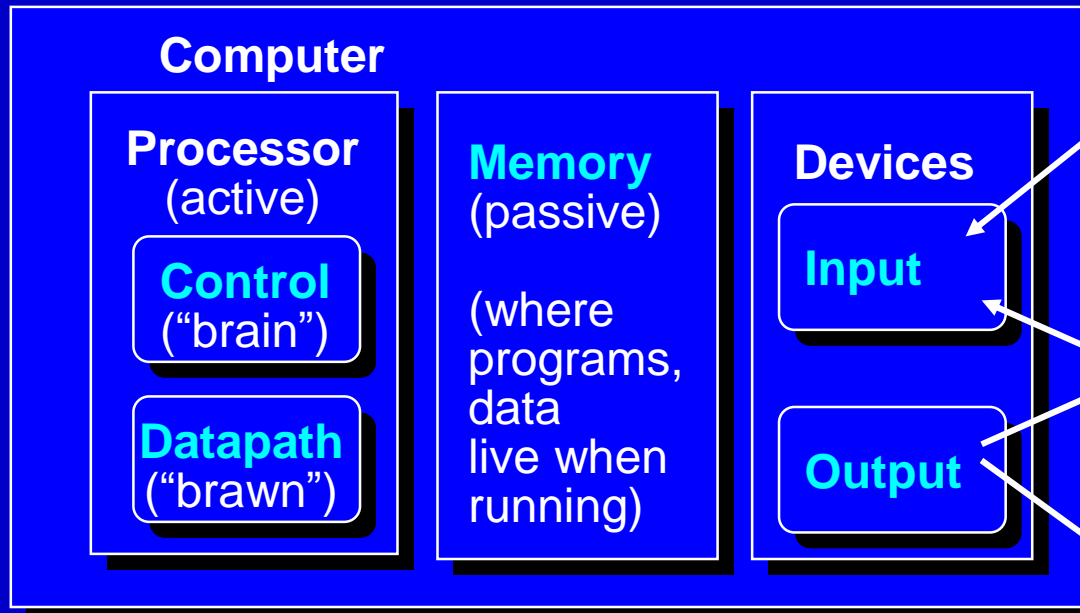 Computer
Processor
(active)
Control
(“brain”)
Datapath
(“brawn”)
Memory
(passive)
(where
programs,
data
live when
running)
Devices
Input
Output